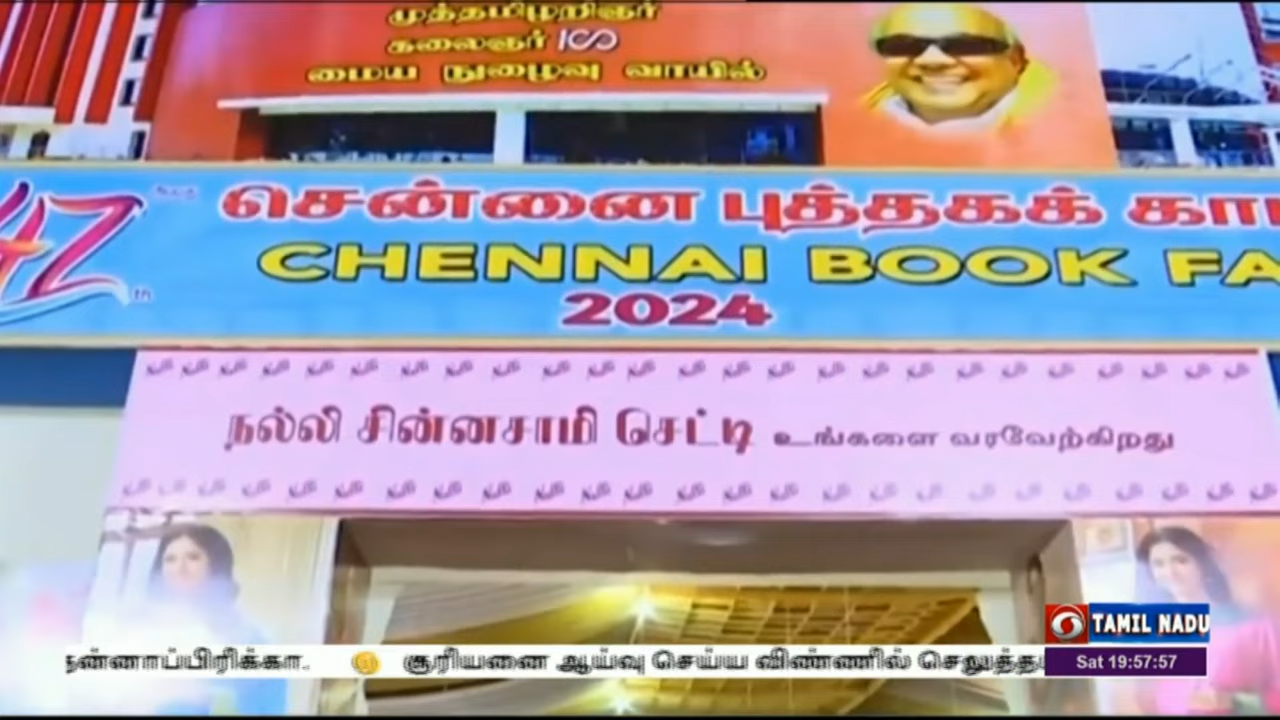 முத்தமிழறிஞர்
கலைஞர் 100
மைய நுழைவு வாயில்
47th
சென்னை புத்தகக் கா
CHENNAI BOOK FA
2024
நல்லி சின்னசாமி செட்டி உங்களை வரவேற்கிறது
TAMIL NADU
ன்னாப்பிரிக்கா. சூரியனை ஆய்வு செய்ய விண்ணில் செலுத்த
Sat 19:57:57